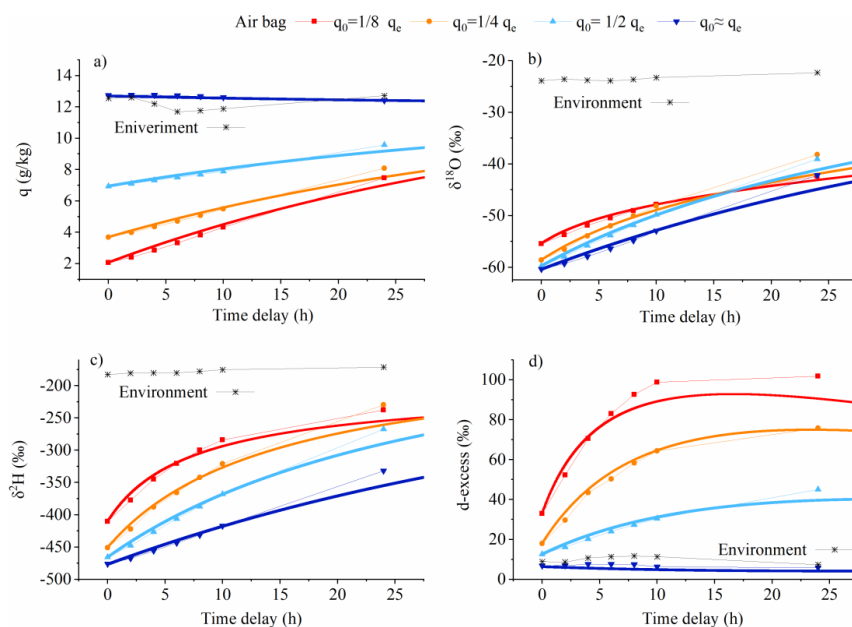 Air bag q₀=1/8 qₑ q₀=1/4 qₑ q₀= 1/2 qₑ q₀≈ qₑ
a)
14
12
10
8
6
4
2
q (g/kg)
Eniveriment
0 5 10 15 20 25
Time delay (h)
b)
-20
-30
-40
-50
-60
δ¹⁸O (‰)
Environment
0 5 10 15 20 25
Time delay (h)
c)
-200
-250
-300
-350
-400
-450
-500
δ²H (‰)
Environment
0 5 10 15 20 25
Time delay (h)
d)
100
80
60
40
20
0
d-excess (‰)
Environment
0 5 10 15 20 25
Time delay (h)